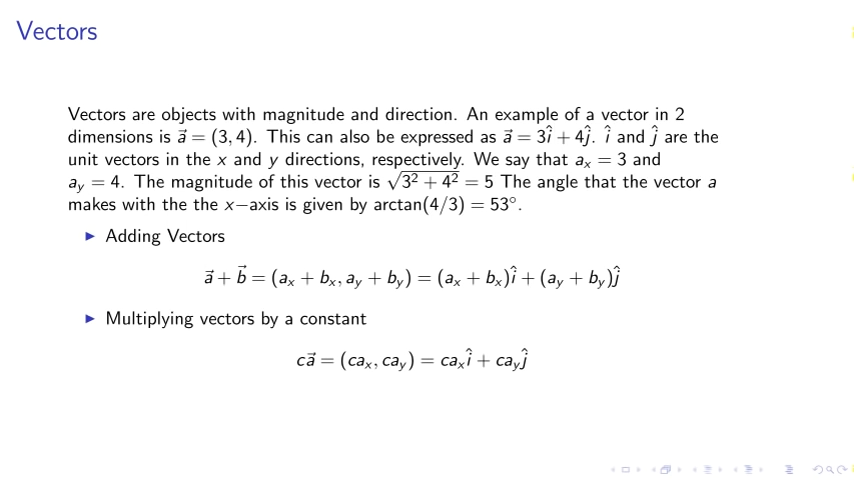 Vectors
Vectors are objects with magnitude and direction. An example of a vector in 2
dimensions is a⃗ = (3, 4). This can also be expressed as a⃗ = 3î + 4ĵ. î and ĵ are the
unit vectors in the x and y directions, respectively. We say that aₓ = 3 and
a_y = 4. The magnitude of this vector is √(3² + 4²) = 5 The angle that the vector a
makes with the the x−axis is given by arctan(4/3) = 53°.
▶ Adding Vectors
a⃗ + b⃗ = (aₓ + bₓ, a_y + b_y) = (aₓ + bₓ)î + (a_y + b_y)ĵ
▶ Multiplying vectors by a constant
ca⃗ = (caₓ, ca_y) = caₓî + ca_yĵ